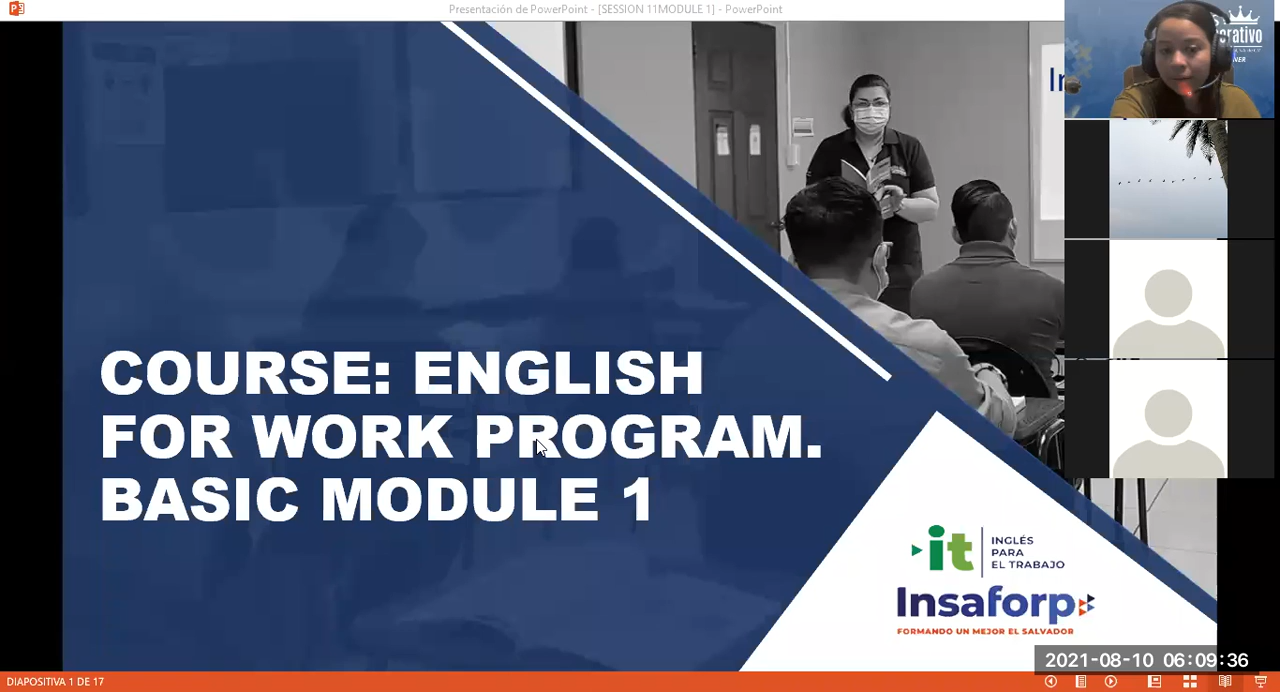 Presentación de PowerPoint - [SESSION 11MODULE 1] - PowerPoint
COURSE: ENGLISH
FOR WORK PROGRAM.
BASIC MODULE 1
it
INGLÉS
PARA
EL TRABAJO
Insaforp
FORMANDO UN MEJOR EL SALVADOR
2021-08-10 06:09:36
DIAPOSITIVA 1 DE 17